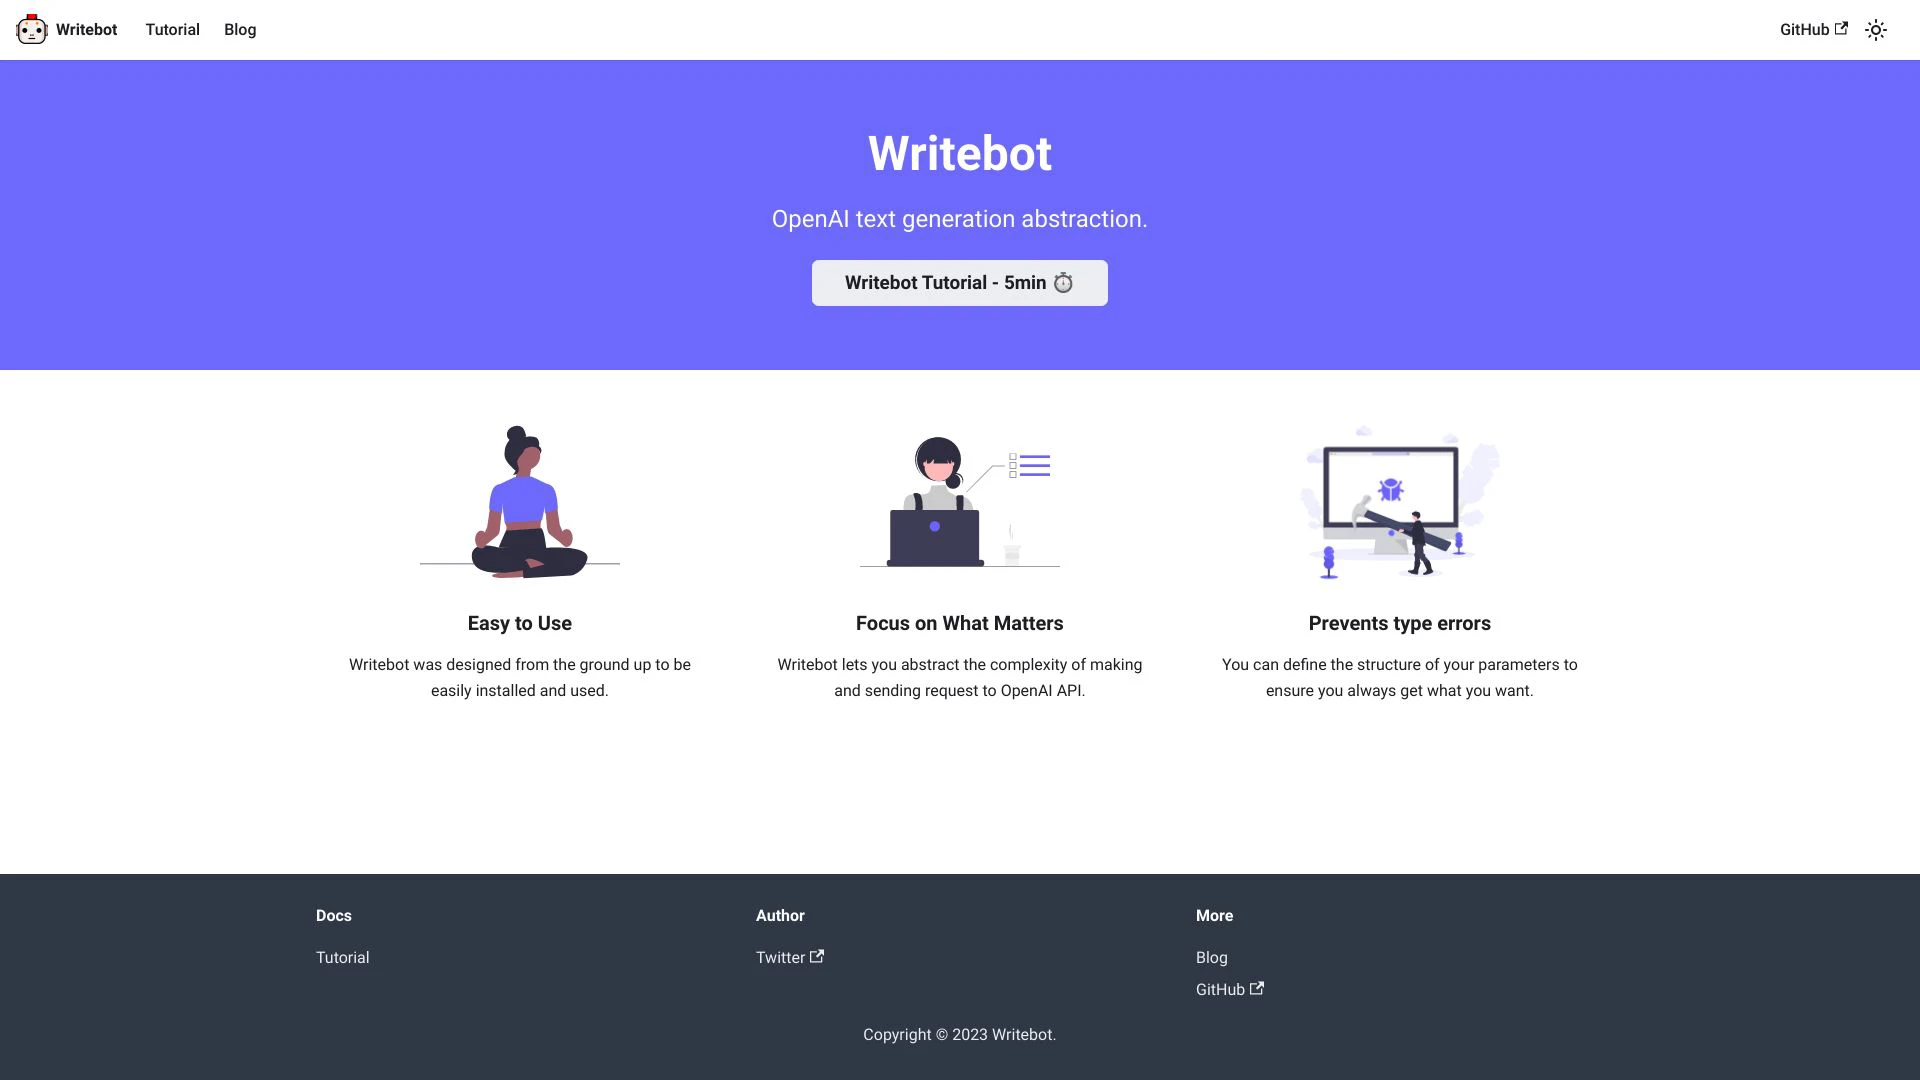 Writebot
Tutorial
Blog
GitHub
Writebot
OpenAI text generation abstraction.
Writebot Tutorial - 5min ⏱️
Easy to Use
Writebot was designed from the ground up to be
easily installed and used.
Focus on What Matters
Writebot lets you abstract the complexity of making
and sending request to OpenAI API.
Prevents type errors
You can define the structure of your parameters to
ensure you always get what you want.
Docs
Tutorial
Author
Twitter
More
Blog
GitHub
Copyright © 2023 Writebot.